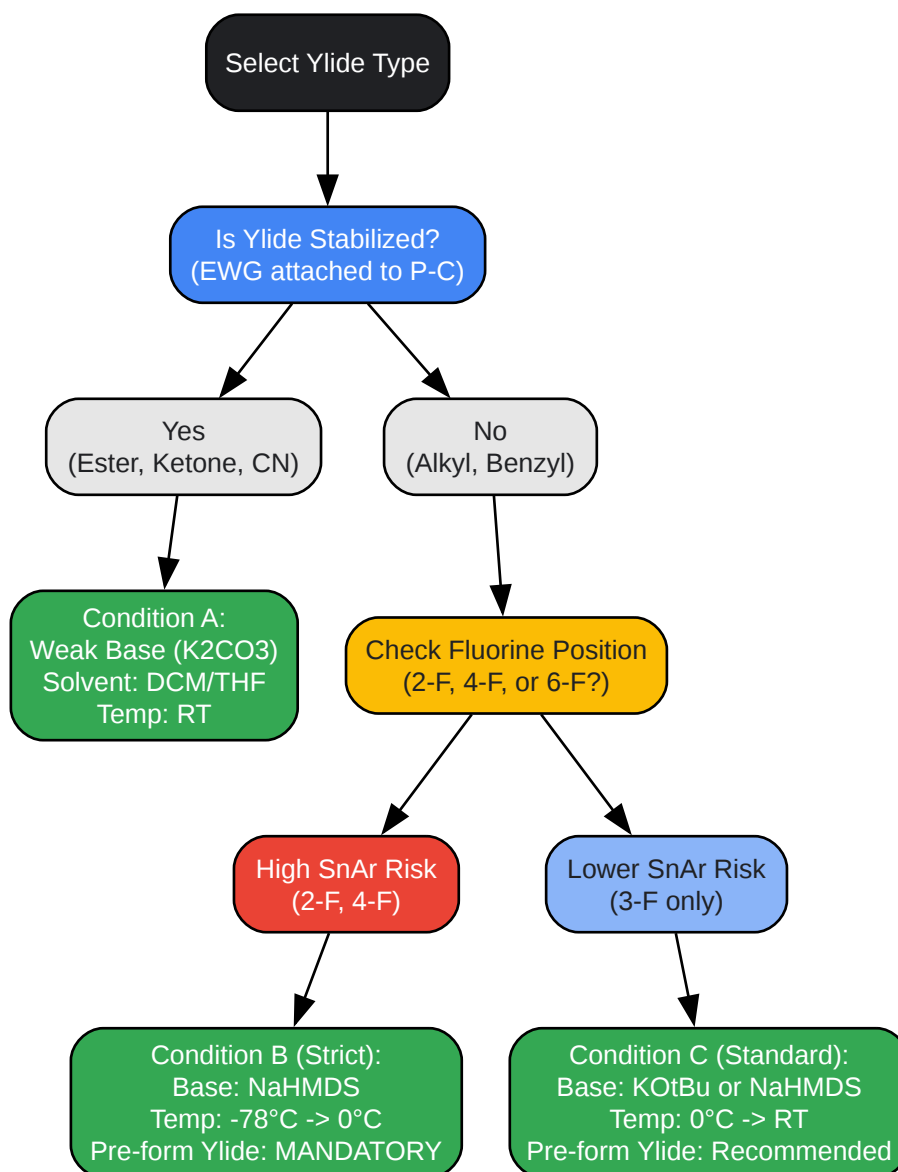 Select Ylide Type
Is Ylide Stabilized?
(EWG attached to P-C)
Yes
(Ester, Ketone, CN)
No
(Alkyl, Benzyl)
Condition A:
Weak Base (K2CO3)
Solvent: DCM/THF
Temp: RT
Check Fluorine Position
(2-F, 4-F, or 6-F?)
High SnAr Risk
(2-F, 4-F)
Lower SnAr Risk
(3-F only)
Condition B (Strict):
Base: NaHMDS
Temp: -78°C -> 0°C
Pre-form Ylide: MANDATORY
Condition C (Standard):
Base: KOtBu or NaHMDS
Temp: 0°C -> RT
Pre-form Ylide: Recommended